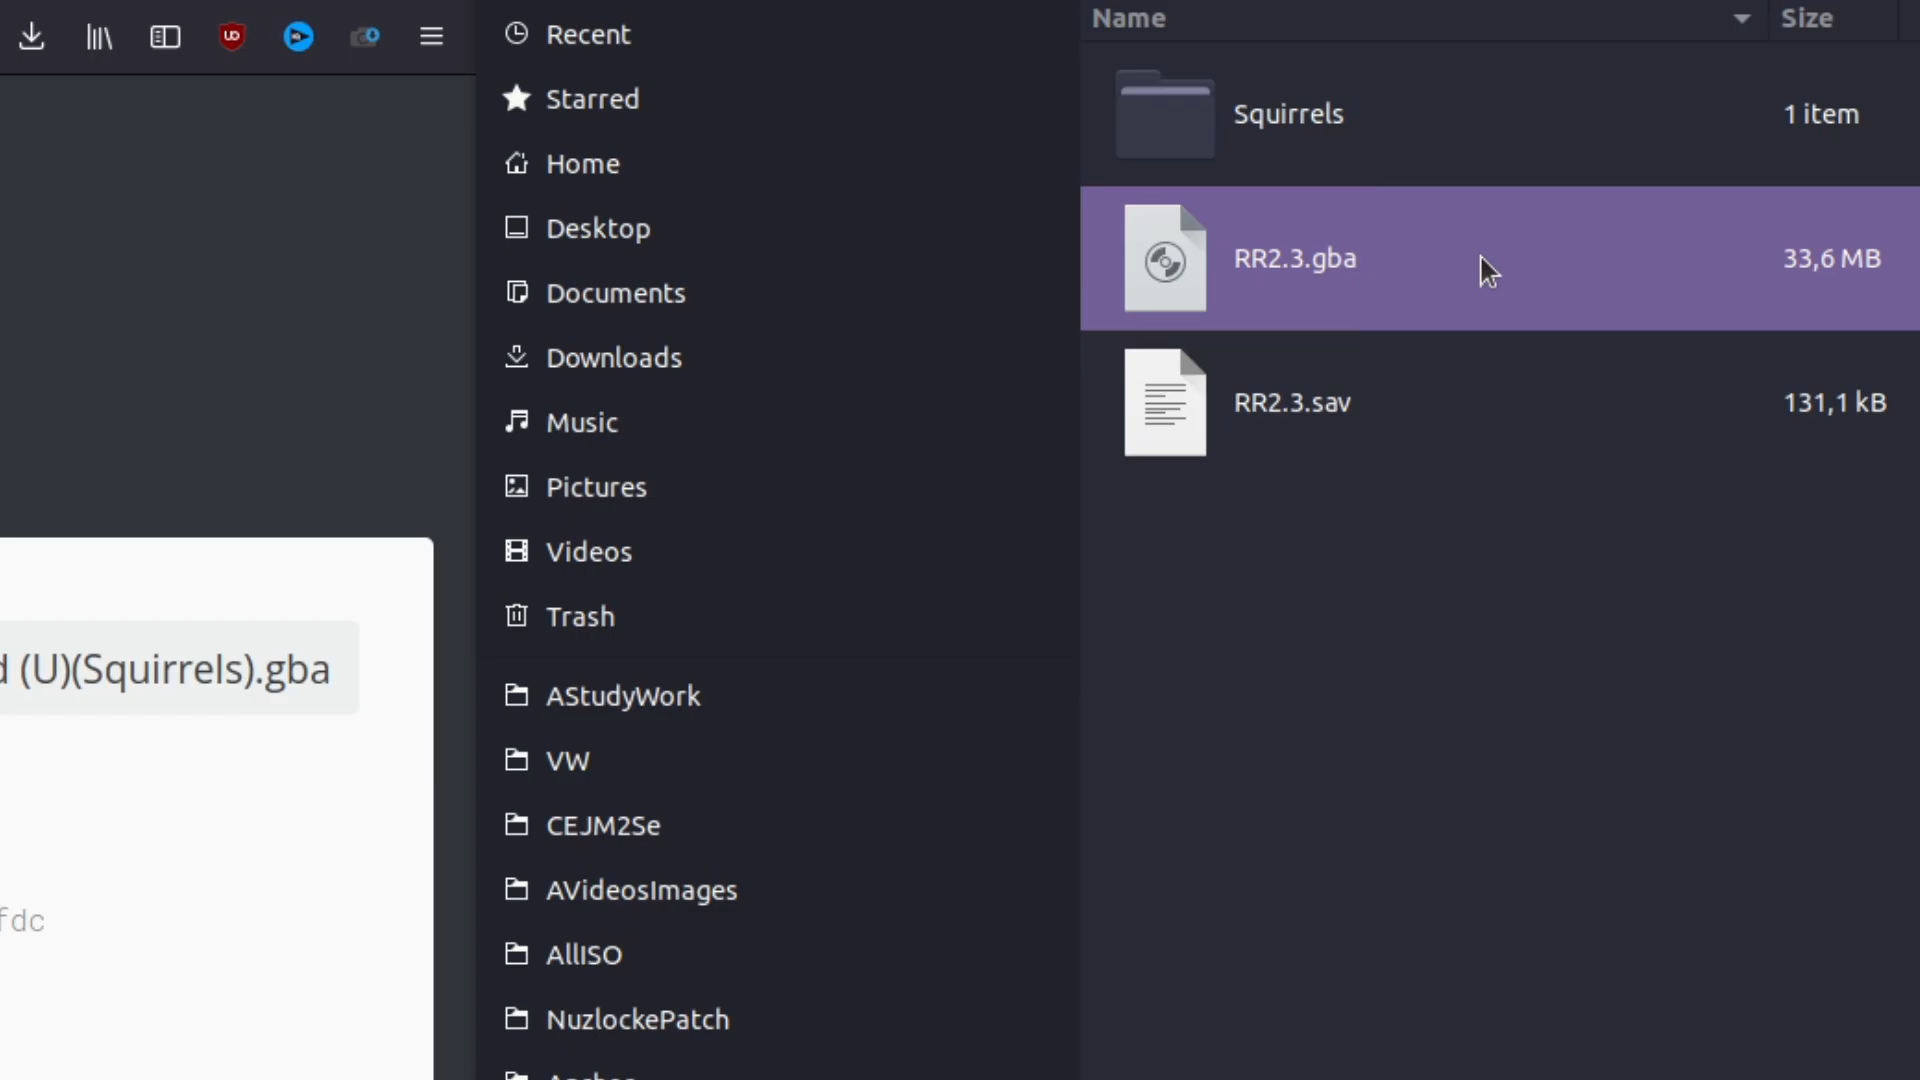 Recent
Starred
Home
Desktop
Documents
Downloads
Music
Pictures
Videos
Trash
AStudyWork
VW
CEJM2Se
AVideosImages
AllISO
NuzlockePatch
Name Size
Squirrels 1 item
RR2.3.gba 33,6 MB
RR2.3.sav 131,1 kB
d (U)(Squirrels).gba
fdc